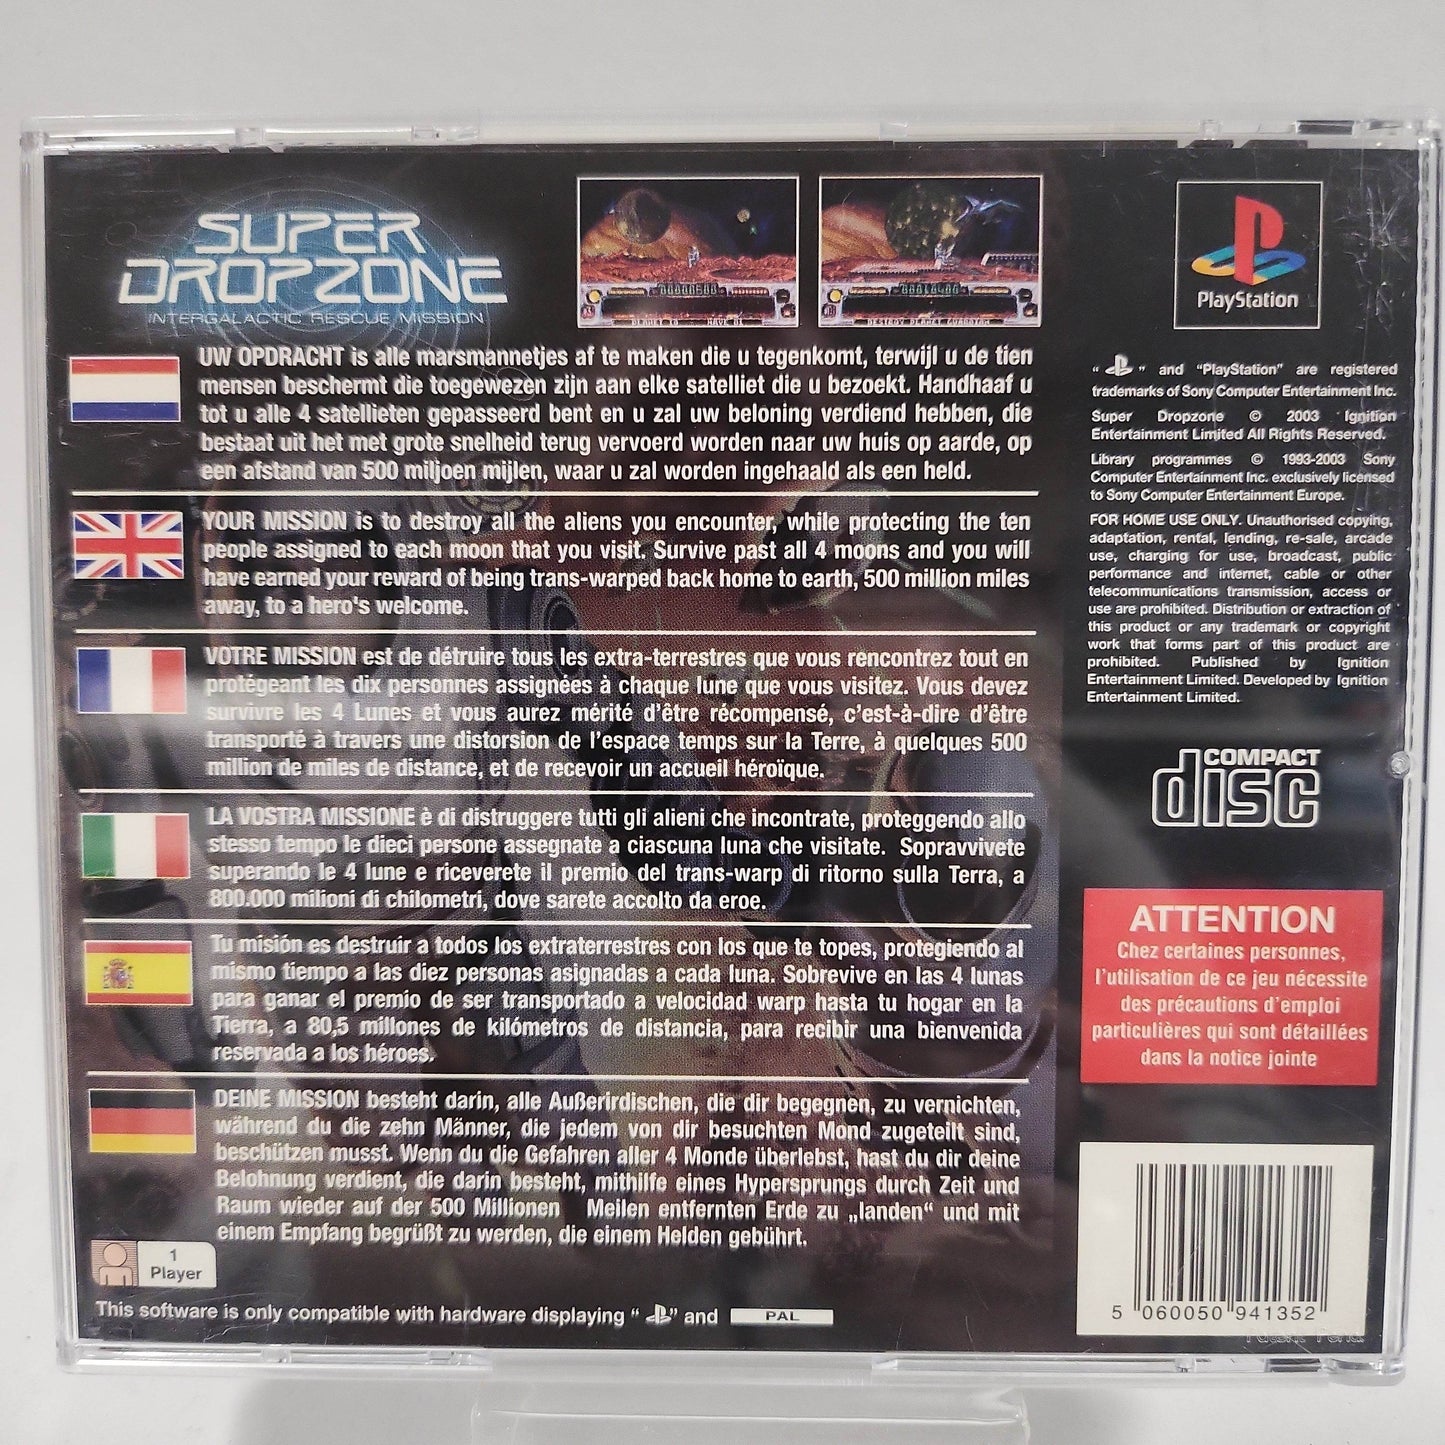 SUPER
DROPZONE
INTERGALACTIC RESCUE MISSION
UW OPDRACHT is alle marsmannetjes af te maken die u tegenkomt, terwijl u de tien
mensen beschermt die toegewezen zijn aan elke satelliet die u bezoekt. Handhaaf u
tot u alle 4 satellieten gepasseerd bent en u zal uw beloning verdiend hebben, die
bestaat uit het met grote snelheid terug vervoerd worden naar uw huis op aarde, op
een afstand van 500 miljoen mijlen, waar u zal worden ingehaald als een held.
YOUR MISSION is to destroy all the aliens you encounter, while protecting the ten
people assigned to each moon that you visit. Survive past all 4 moons and you will
have earned your reward of being trans-warped back home to earth, 500 million miles
away, to a hero's welcome.
VOTRE MISSION est de détruire tous les extra-terrestres que vous rencontrez tout en
protégeant les dix personnes assignées à chaque lune que vous visitez. Vous devez
survivre les 4 Lunes et vous aurez mérité d'être récompensé, c'est-à-dire d'être
transporté à travers une distorsion de l'espace temps sur la Terre, à quelques 500
million de miles de distance, et de recevoir un accueil héroïque.
LA VOSTRA MISSIONE è di distruggere tutti gli alieni che incontrate, proteggendo allo
stesso tempo le dieci persone assegnate a ciascuna luna che visitate. Sopravvivete
superando le 4 lune e riceverete il premio del trans-warp di ritorno sulla Terra, a
800.000 milioni di chilometri, dove sarete accolto da eroe.
Tu misión es destruir a todos los extraterrestres con los que te topes, protegiendo al
mismo tiempo a las diez personas asignadas a cada luna. Sobrevive en las 4 lunas
para ganar el premio de ser transportado a velocidad warp hasta tu hogar en la
Tierra, a 80,5 millones de kilómetros de distancia, para recibir una bienvenida
reservada a los héroes.
DEINE MISSION besteht darin, alle Außerirdischen, die dir begegnen, zu vernichten,
während du die zehn Männer, die jedem von dir besuchten Mond zugeteilt sind,
beschützen musst. Wenn du die Gefahren aller 4 Monde überlebst, hast du dir deine
Belohnung verdient, die darin besteht, mithilfe eines Hypersprungs durch Zeit und
Raum wieder auf der 500 Millionen Meilen entfernten Erde zu „landen“ und mit
einem Empfang begrüßt zu werden, die einem Helden gebührt.
1
Player
This software is only compatible with hardware displaying " " and PAL
PlayStation
" " and "PlayStation" are registered
trademarks of Sony Computer Entertainment Inc.
Super Dropzone © 2003 Ignition
Entertainment Limited All Rights Reserved.
Library programmes © 1993-2003 Sony
Computer Entertainment Inc. exclusively licensed
to Sony Computer Entertainment Europe.
FOR HOME USE ONLY. Unauthorised copying,
adaptation, rental, lending, re-sale, arcade
use, charging for use, broadcast, public
performance and internet, cable or other
telecommunications transmission, access or
use are prohibited. Distribution or extraction of
this product or any trademark or copyright
work that forms part of this product are
prohibited. Published by Ignition
Entertainment Limited. Developed by Ignition
Entertainment Limited.
COMPACT
disc
ATTENTION
Chez certaines personnes,
l'utilisation de ce jeu nécessite
des précautions d'emploi
particulières qui sont détaillées
dans la notice jointe
5 060050 941352